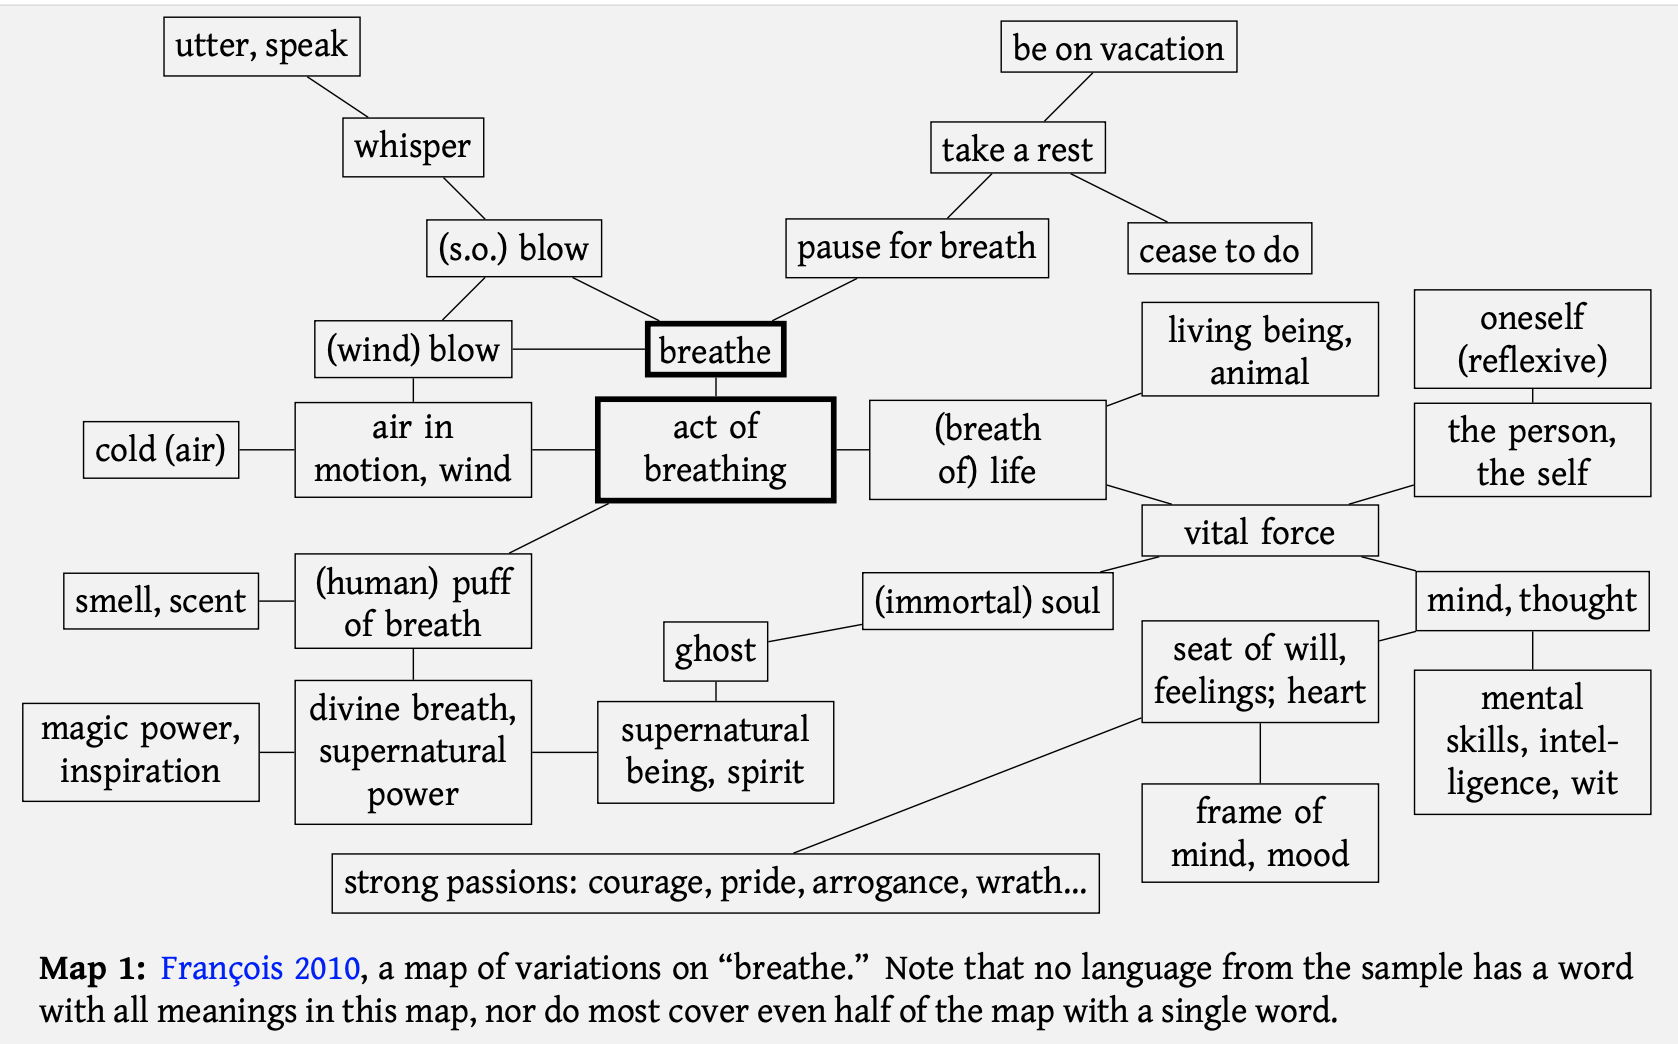 utter, speak
be on vacation
whisper
take a rest
(s.o.) blow
pause for breath
cease to do
(wind) blow
breathe
living being,
animal
oneself
(reflexive)
cold (air)
air in
motion, wind
act of
breathing
(breath
of) life
the person,
the self
vital force
smell, scent
(human) puff
of breath
(immortal) soul
mind, thought
ghost
seat of will,
feelings; heart
magic power,
inspiration
divine breath,
supernatural
power
supernatural
being, spirit
mental
skills, intel-
ligence, wit
frame of
mind, mood
strong passions: courage, pride, arrogance, wrath...
Map 1: François 2010, a map of variations on “breathe.” Note that no language from the sample has a word
with all meanings in this map, nor do most cover even half of the map with a single word.